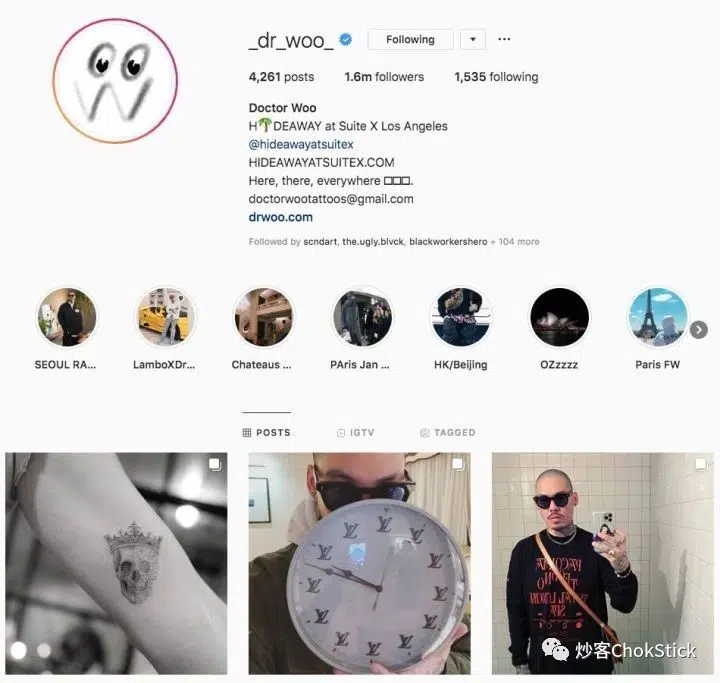 _dr_woo_
Following
4,261 posts 1.6m followers 1,535 following
Doctor Woo
H🌴DEAWAY at Suite X Los Angeles
@hideawayatsuitex
HIDEAWAYATSUITEX.COM
Here, there, everywhere □□□.
doctorwootattoos@gmail.com
drwoo.com
Followed by scndart, the.ugly.blvck, blackworkershero + 104 more
SEOUL RA... LamboXDr... Chateaus ... PAris Jan ... HK/Beijing OZzzzz Paris FW
POSTS IGTV TAGGED
炒客ChokStick